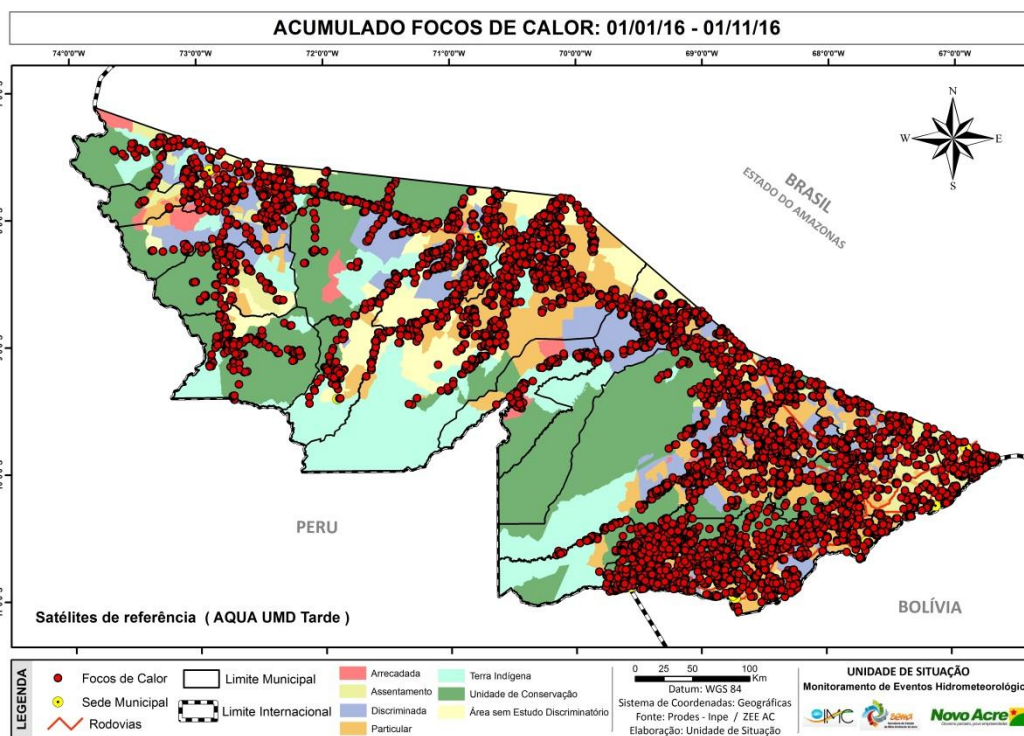 ACUMULADO FOCOS DE CALOR: 01/01/16 - 01/11/16
74°0'0"W 73°0'0"W 72°0'0"W 71°0'0"W 70°0'0"W 69°0'0"W 68°0'0"W 67°0'0"W
N
W E
S
BRASIL
ESTADO DO AMAZONAS
PERU
BOLÍVIA
Satélites de referência ( AQUA UMD Tarde )
LEGENDA
Focos de Calor
Sede Municipal
Rodovias
Limite Municipal
Limite Internacional
Arrecadada
Assentamento
Discriminada
Particular
Terra Indígena
Unidade de Conservação
Área sem Estudo Discriminatório
0 25 50 100
Km
Datum: WGS 84
Sistema de Coordenadas: Geográficas
Fonte: Prodes - Inpe / ZEE AC
Elaboração: Unidade de Situação
UNIDADE DE SITUAÇÃO
Monitoramento de Eventos Hidrometeorológic
IMC
Sema
Novo Acre